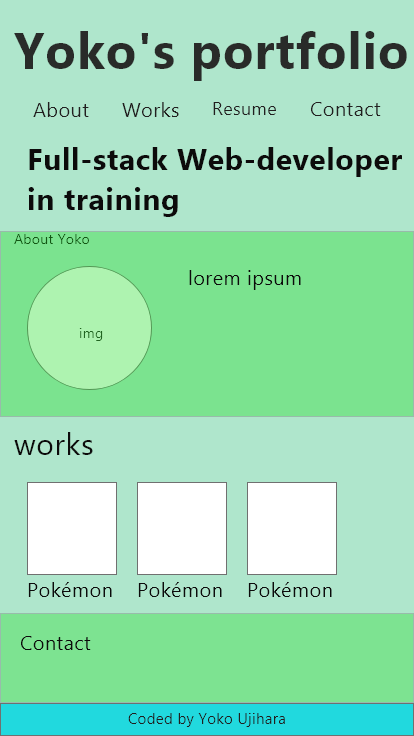 Yoko's portfolio
About Works Resume Contact
Full-stack Web-developer
in training
About Yoko
lorem ipsum
img
works
Pokémon Pokémon Pokémon
Contact
Coded by Yoko Ujihara